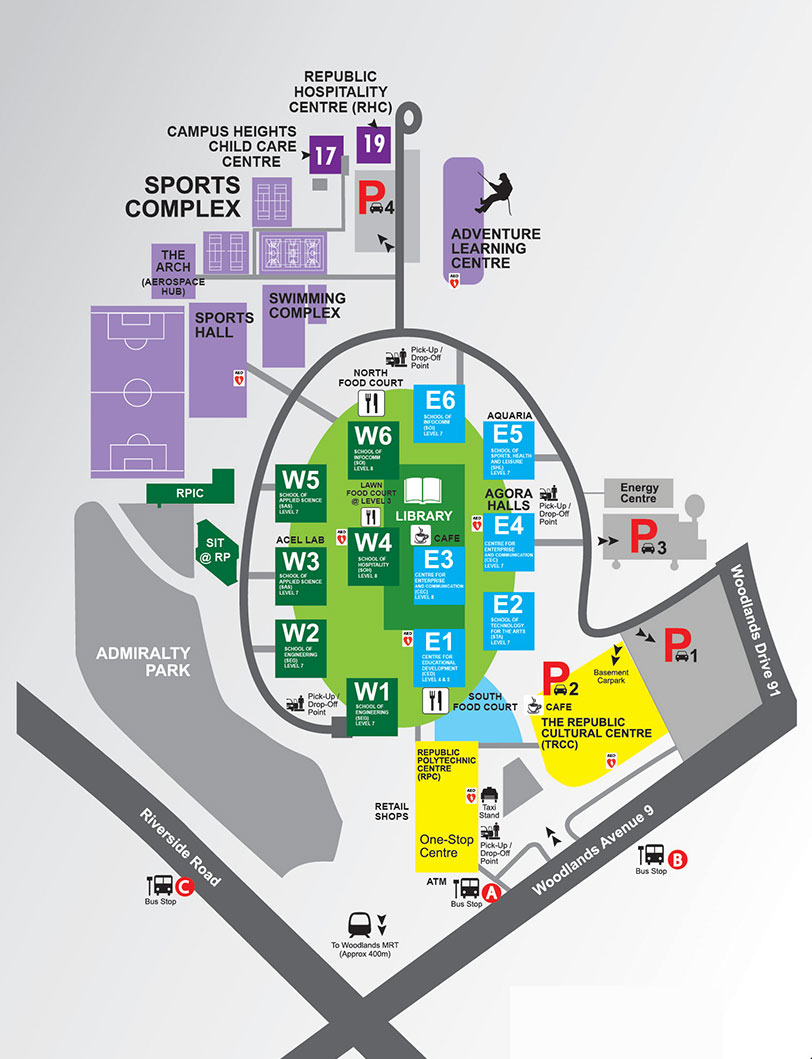 REPUBLIC
HOSPITALITY
CENTRE (RHC)
19
CAMPUS HEIGHTS
CHILD CARE
CENTRE
17
SPORTS
COMPLEX
P4
ADVENTURE
LEARNING
CENTRE
AED
THE
ARCH
(AEROSPACE
HUB)
SWIMMING
COMPLEX
SPORTS
HALL
AED
Pick-Up /
Drop-Off
Point
NORTH
FOOD COURT
E6
SCHOOL OF
INFOCOMM
(SOI)
LEVEL 7
AQUARIA
E5
SCHOOL OF
SPORTS, HEALTH
AND LEISURE
(SHL)
LEVEL 7
W6
SCHOOL OF
INFOCOMM
(SOI)
LEVEL 8
W5
SCHOOL OF
APPLIED SCIENCE
(SAS)
LEVEL 7
RPIC
LAWN
FOOD COURT
@ LEVEL 3
LIBRARY
CAFE
AGORA
HALLS
Pick-Up /
Drop-Off
Point
Energy
Centre
P3
SIT
@ RP
ACEL LAB
AED
W4
SCHOOL OF
HOSPITALITY
(SOH)
LEVEL 8
AED
E4
CENTRE FOR
ENTERPRISE
AND COMMUNICATION
(CEC)
LEVEL 7
W3
SCHOOL OF
APPLIED SCIENCE
(SAS)
LEVEL 7
E3
CENTRE FOR
ENTERPRISE
AND COMMUNICATION
(CEC)
LEVEL 8
E2
SCHOOL OF
TECHNOLOGY
FOR THE ARTS
(STA)
LEVEL 7
W2
SCHOOL OF
ENGINEERING
(SEG)
LEVEL 7
AED
E1
CENTRE FOR
EDUCATIONAL
DEVELOPMENT
(CED)
LEVEL 4 & 5
Woodlands Drive 91
P1
ADMIRALTY
PARK
Basement
Carpark
P2
CAFE
W1
SCHOOL OF
ENGINEERING
(SEG)
LEVEL 7
Pick-Up /
Drop-Off
Point
SOUTH
FOOD COURT
THE REPUBLIC
CULTURAL CENTRE
(TRCC)
AED
REPUBLIC
POLYTECHNIC
CENTRE
(RPC)
AED
Taxi
Stand
RETAIL
SHOPS
One-Stop
Centre
Pick-Up /
Drop-Off
Point
ATM
Riverside Road
Woodlands Avenue 9
B
Bus Stop
C
Bus Stop
A
Bus Stop
To Woodlands MRT
(Approx 400m)